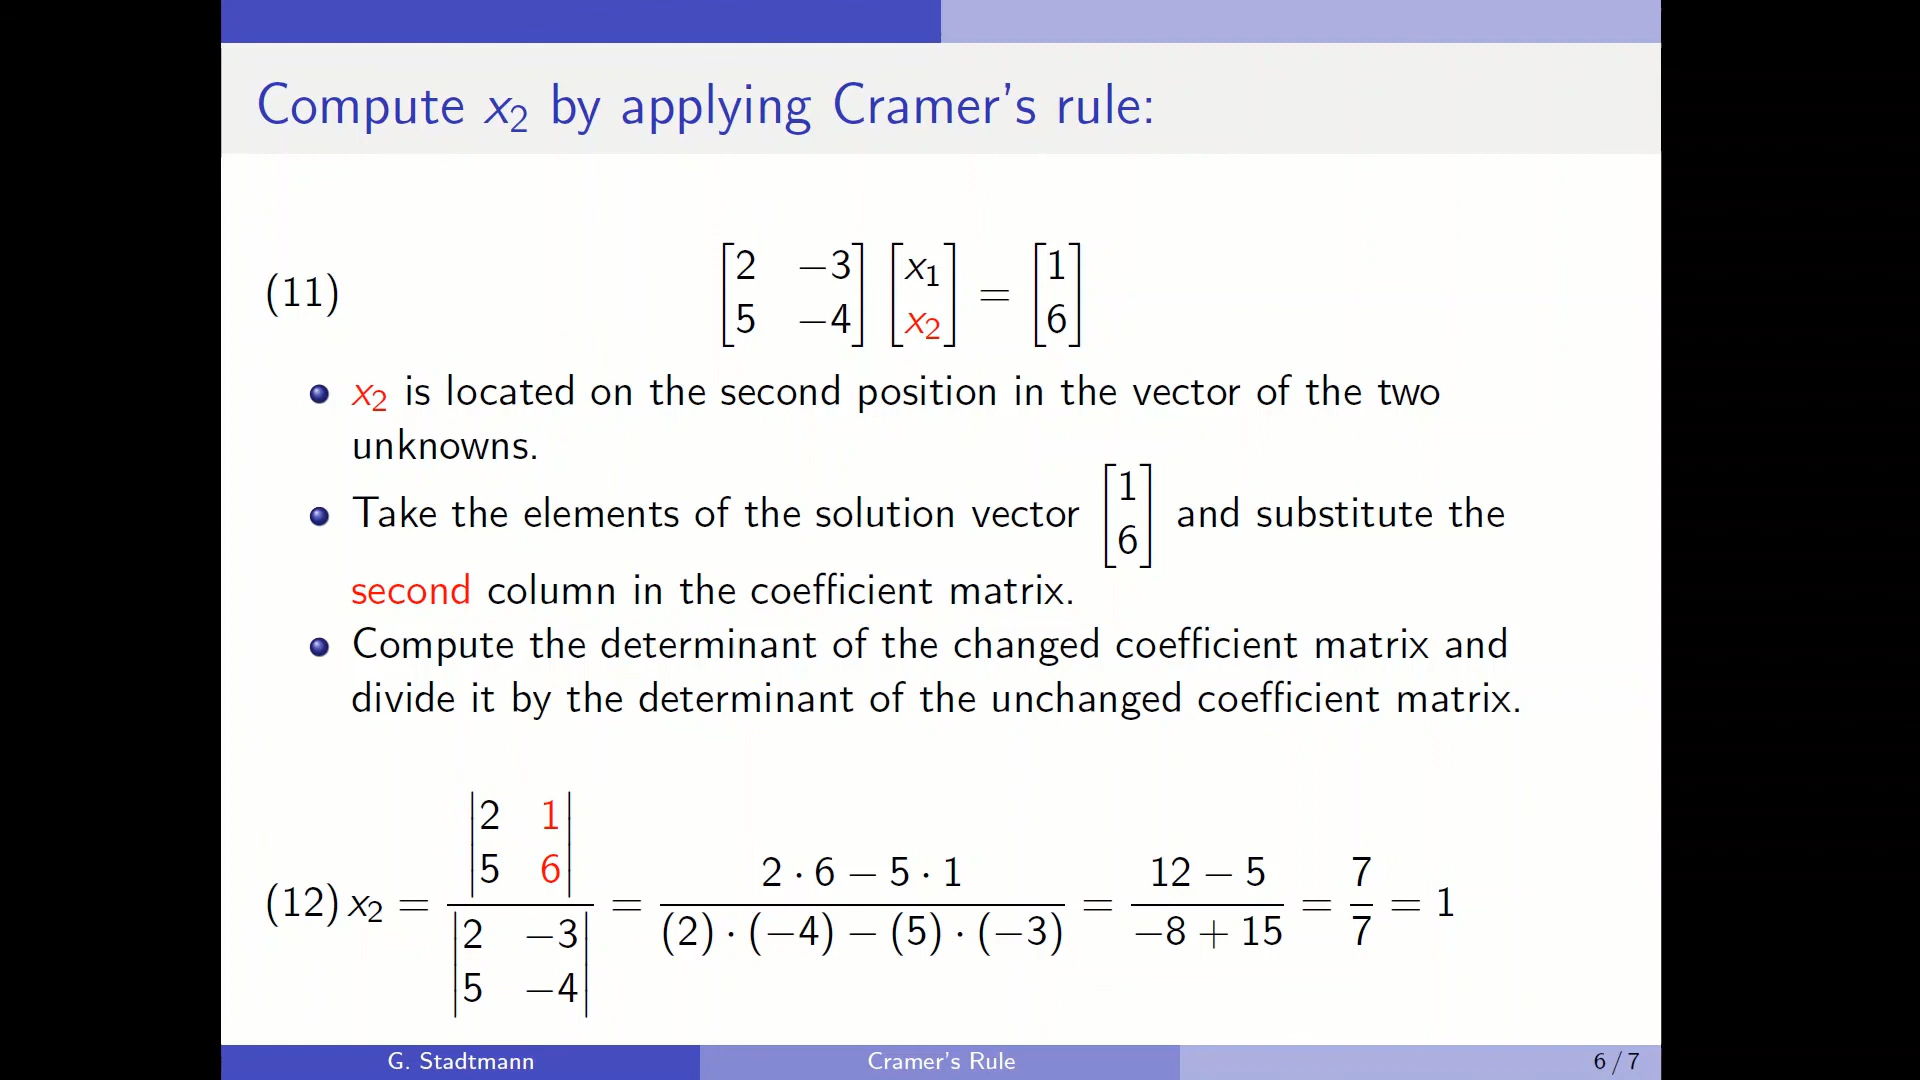 Compute x₂ by applying Cramer's rule:
(11) [2 −3; 5 −4] [x₁; x₂] = [1; 6]
x₂ is located on the second position in the vector of the two
unknowns.
Take the elements of the solution vector [1; 6] and substitute the
second column in the coefficient matrix.
Compute the determinant of the changed coefficient matrix and
divide it by the determinant of the unchanged coefficient matrix.
(12) x₂ = |2 1; 5 6| / |2 −3; 5 −4| = (2 · 6 − 5 · 1) / ((2) · (−4) − (5) · (−3)) = (12 − 5) / (−8 + 15) = 7/7 = 1
G. Stadtmann Cramer's Rule 6 / 7